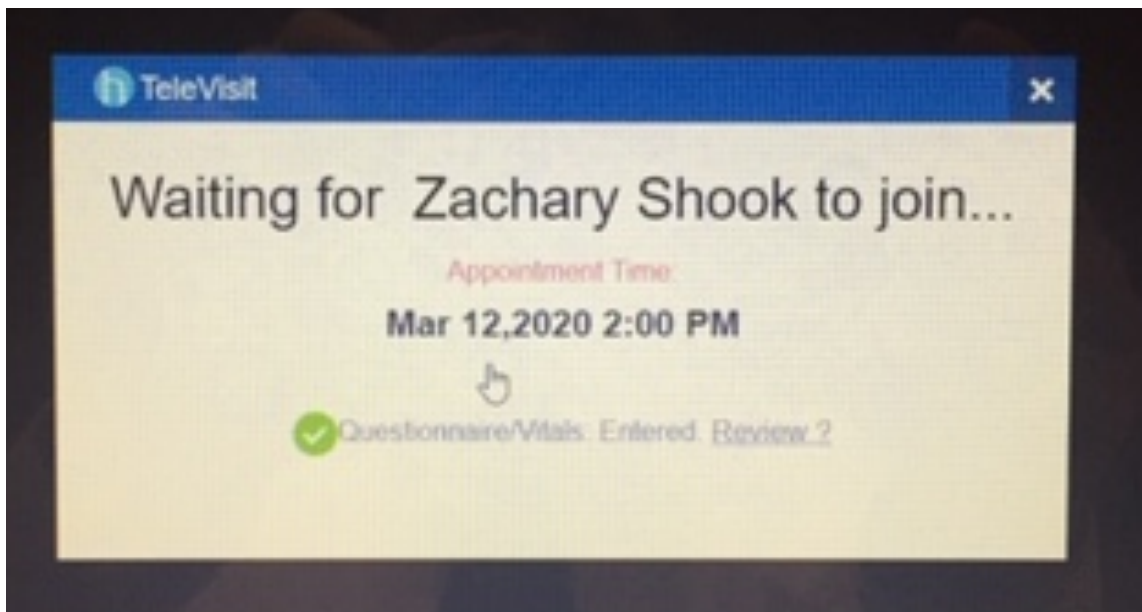 TeleVisit
Waiting for Zachary Shook to join...
Appointment Time:
Mar 12,2020 2:00 PM
Questionnaire/Vitals: Entered. Review ?